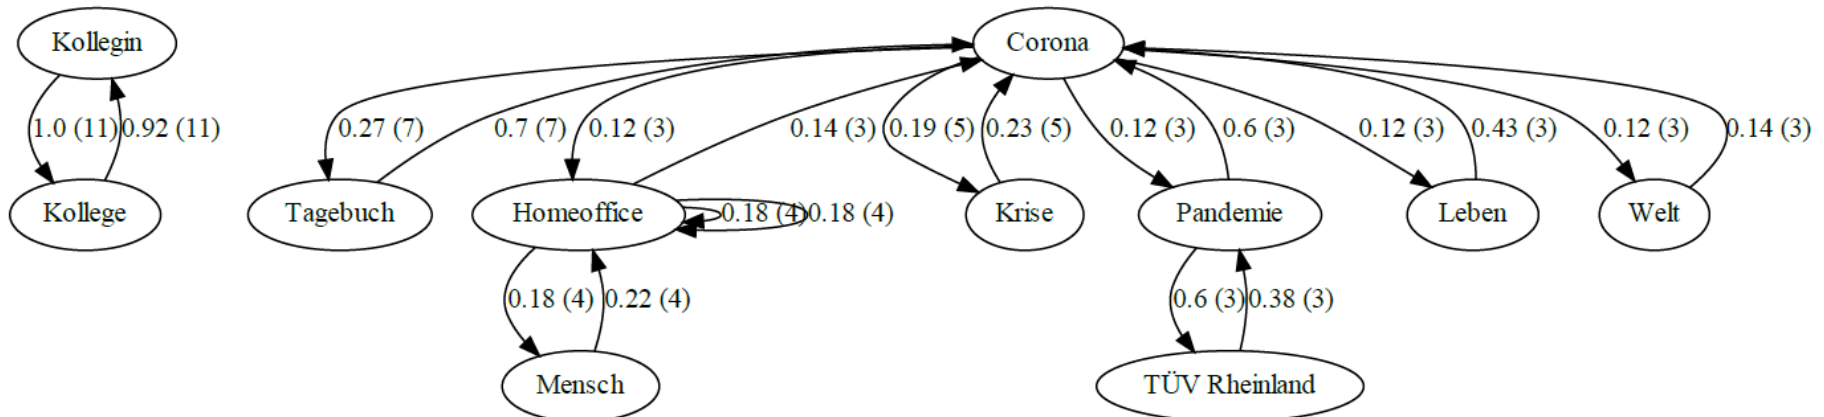 Kollegin
Corona
1.0 (11)
0.92 (11)
0.27 (7)
0.7 (7)
0.12 (3)
0.14 (3)
0.19 (5)
0.23 (5)
0.12 (3)
0.6 (3)
0.12 (3)
0.43 (3)
0.12 (3)
0.14 (3)
Kollege
Tagebuch
Homeoffice
0.18 (4)
0.18 (4)
Krise
Pandemie
Leben
Welt
0.18 (4)
0.22 (4)
0.6 (3)
0.38 (3)
Mensch
TÜV Rheinland